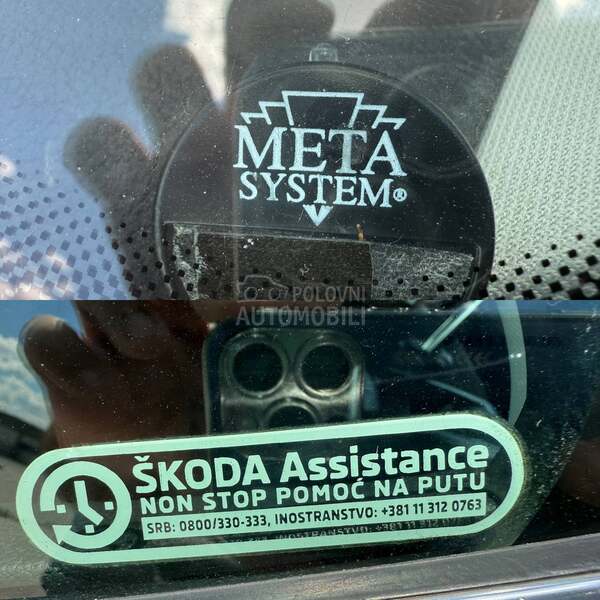 META
SYSTEM®
POLOVNI
AUTOMOBILI
ŠKODA Assistance
NON STOP POMOĆ NA PUTU
SRB: 0800/330-333, INOSTRANSTVO: +381 11 312 0763